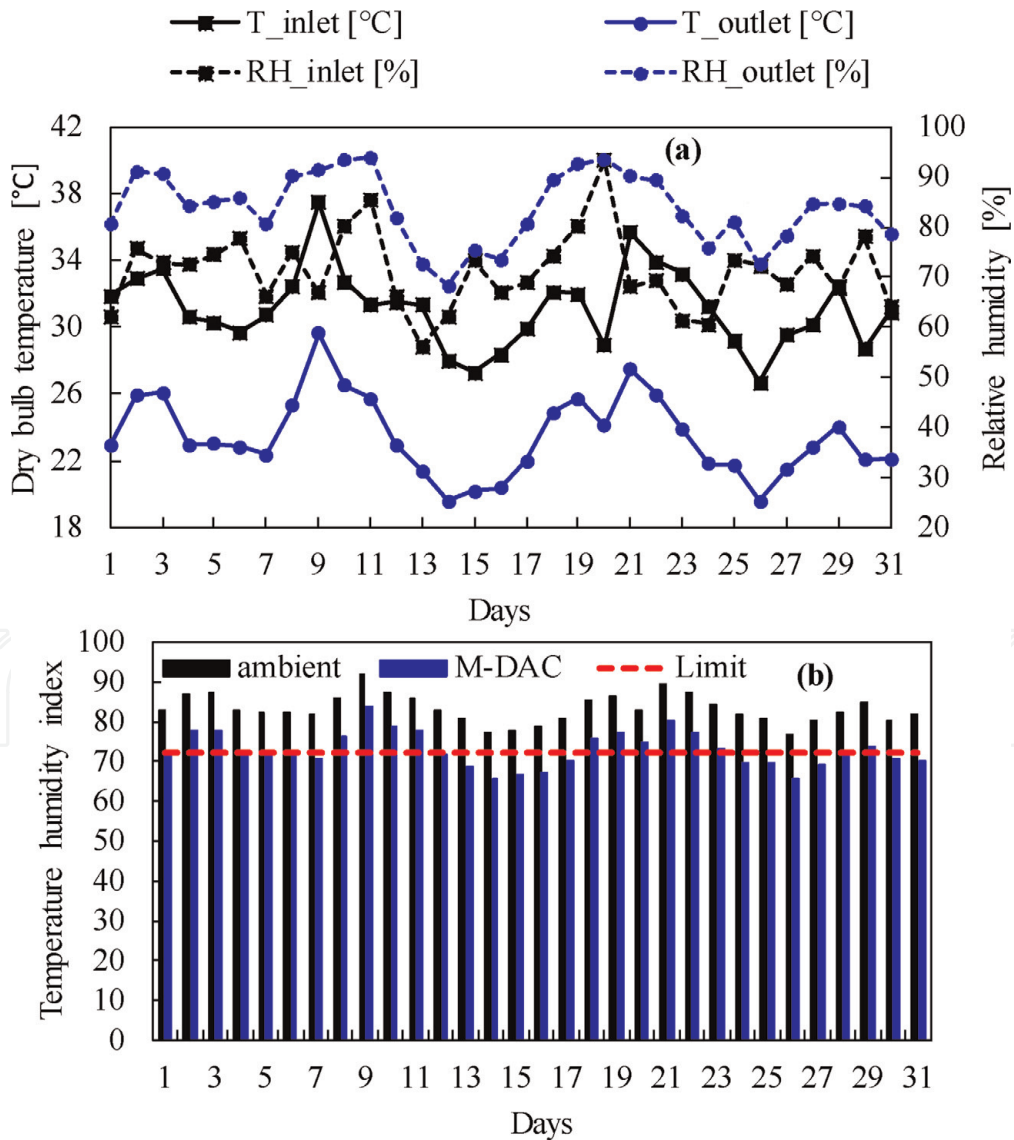 T_inlet [°C]
T_outlet [°C]
RH_inlet [%]
RH_outlet [%]
(a)
Dry bulb temperature [℃]
42
38
34
30
26
22
18
Relative humidity [%]
100
90
80
70
60
50
40
30
20
1 3 5 7 9 11 13 15 17 19 21 23 25 27 29 31
Days
ambient
M-DAC
Limit
(b)
Temperature humidity index
100
90
80
70
60
50
40
30
20
10
0
1 3 5 7 9 11 13 15 17 19 21 23 25 27 29 31
Days